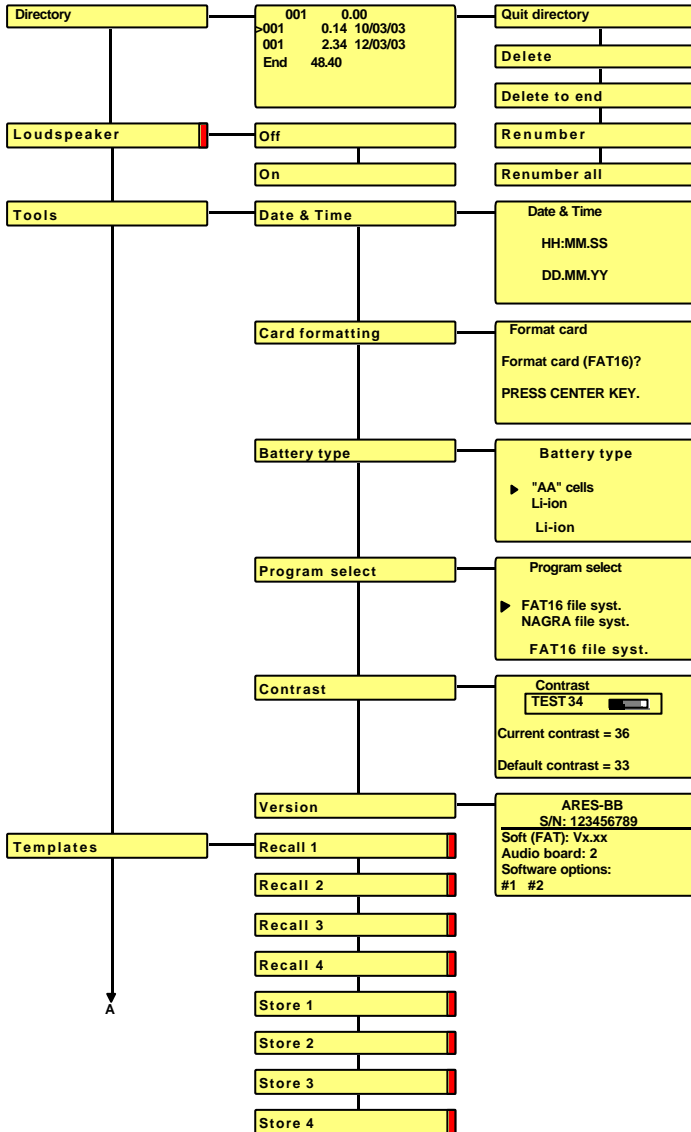 Directory
001 0.00
>001 0.14 10/03/03
001 2.34 12/03/03
End 48.40
Quit directory
Delete
Delete to end
Renumber
Renumber all
Loudspeaker
Off
On
Tools
Date & Time
Date & Time
HH:MM.SS
DD.MM.YY
Card formatting
Format card
Format card (FAT16)?
PRESS CENTER KEY.
Battery type
Battery type
"AA" cells
Li-ion
Li-ion
Program select
Program select
FAT16 file syst.
NAGRA file syst.
FAT16 file syst.
Contrast
Contrast
TEST 34
Current contrast = 36
Default contrast = 33
Version
ARES-BB
S/N: 123456789
Soft (FAT): Vx.xx
Audio board: 2
Software options:
#1 #2
Templates
Recall 1
Recall 2
Recall 3
Recall 4
Store 1
Store 2
Store 3
Store 4
A